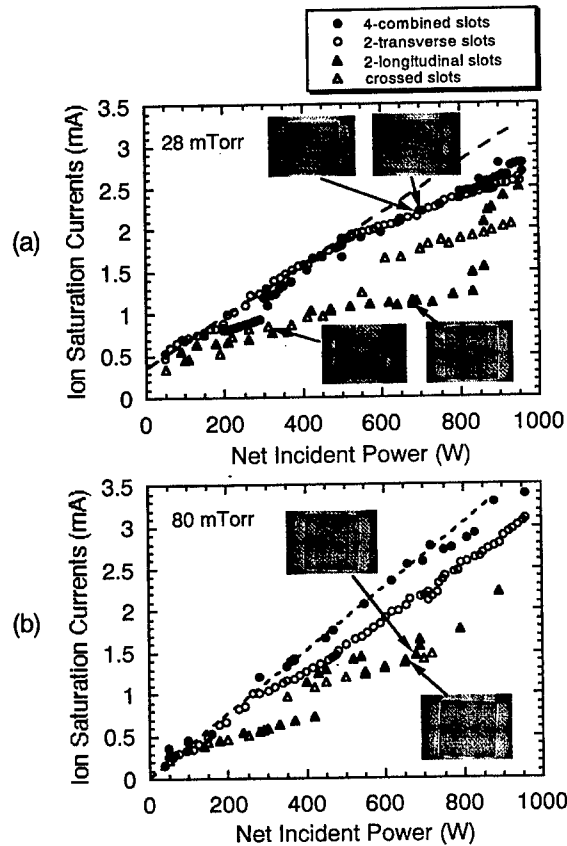 4-combined slots
2-transverse slots
2-longitudinal slots
crossed slots
(a)
Ion Saturation Currents (mA)
28 mTorr
3.5
3
2.5
2
1.5
1
0.5
0
0 200 400 600 800 1000
Net Incident Power (W)
(b)
Ion Saturation Currents (mA)
80 mTorr
3.5
3
2.5
2
1.5
1
0.5
0
0 200 400 600 800 1000
Net Incident Power (W)